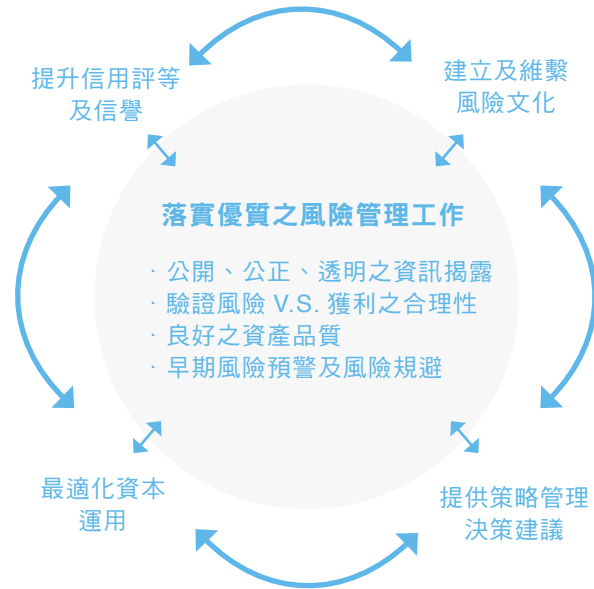 提升信用評等
及信譽
建立及維繫
風險文化
落實優質之風險管理工作
· 公開、公正、透明之資訊揭露
· 驗證風險 V.S. 獲利之合理性
· 良好之資產品質
· 早期風險預警及風險規避
最適化資本
運用
提供策略管理
決策建議